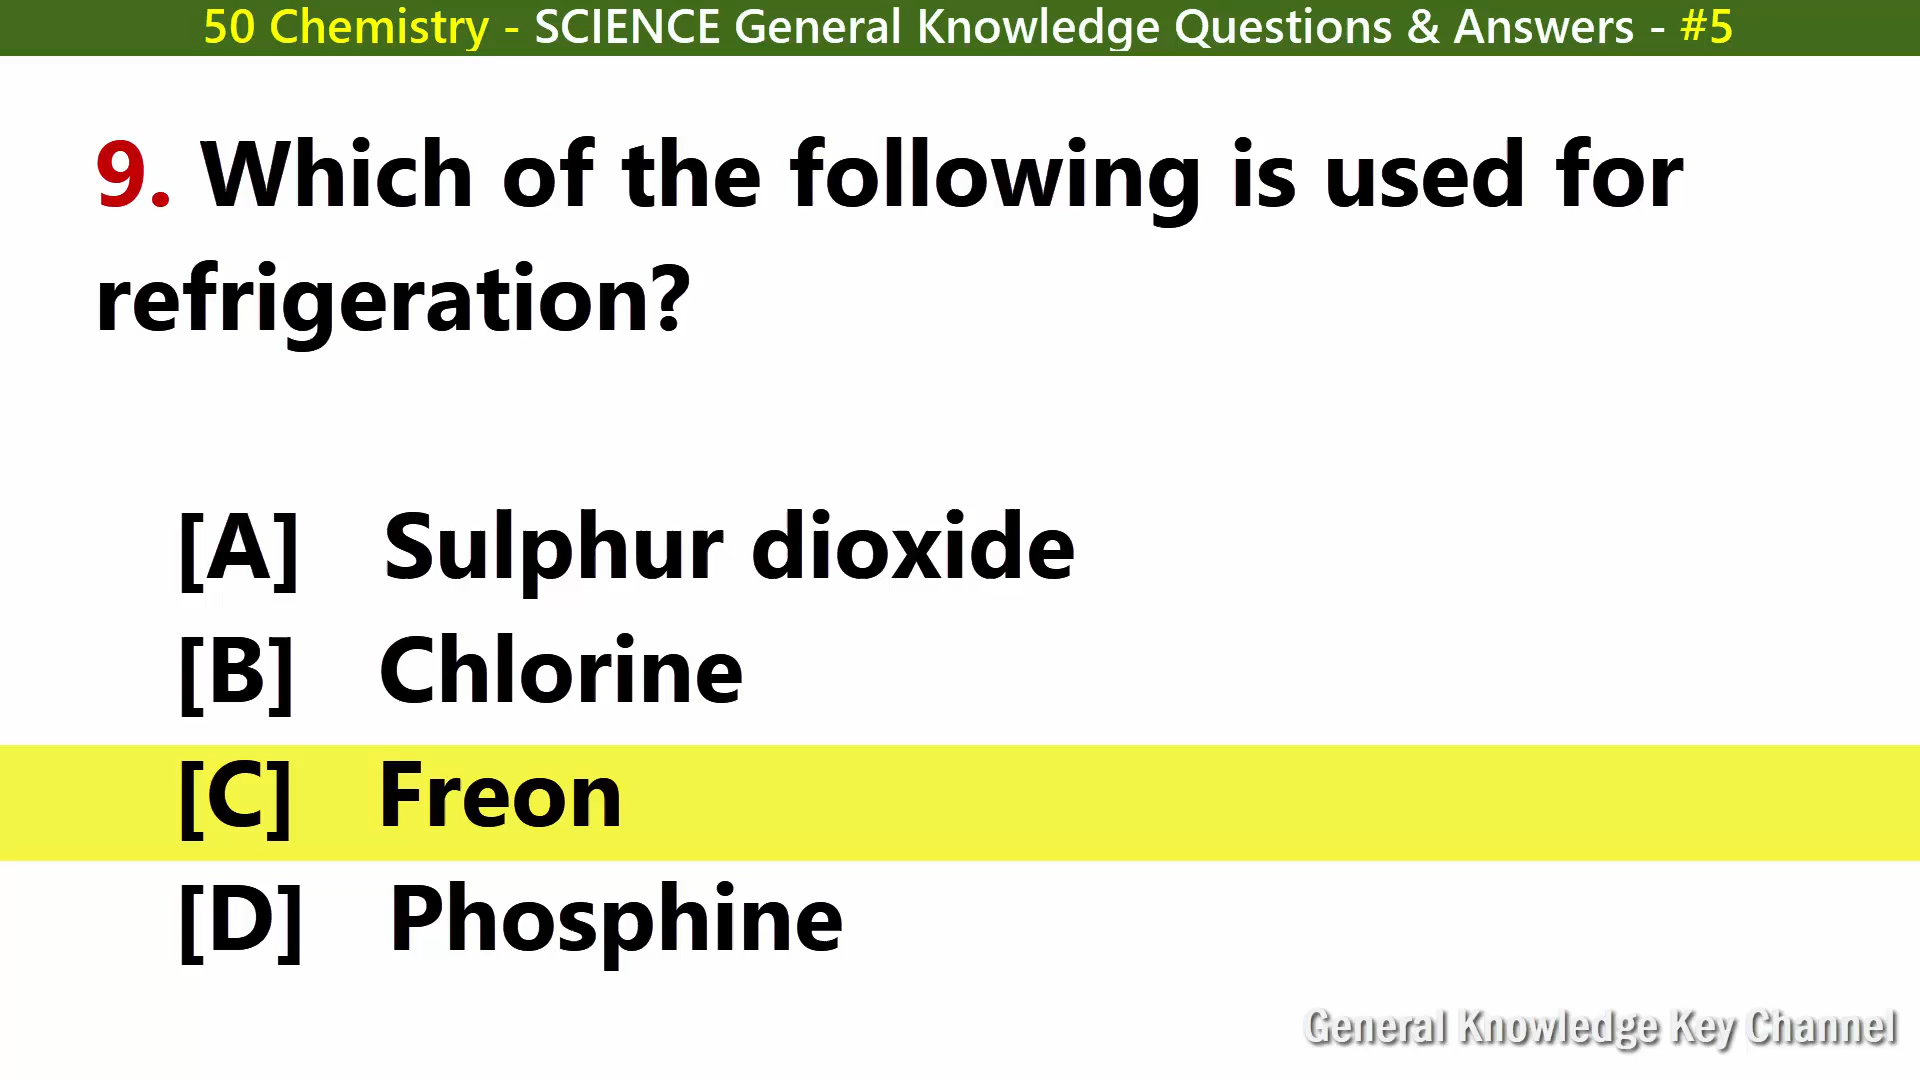 50 Chemistry - SCIENCE General Knowledge Questions & Answers - #5
9. Which of the following is used for
refrigeration?
[A] Sulphur dioxide
[B] Chlorine
[C] Freon
[D] Phosphine
General Knowledge Key Channel